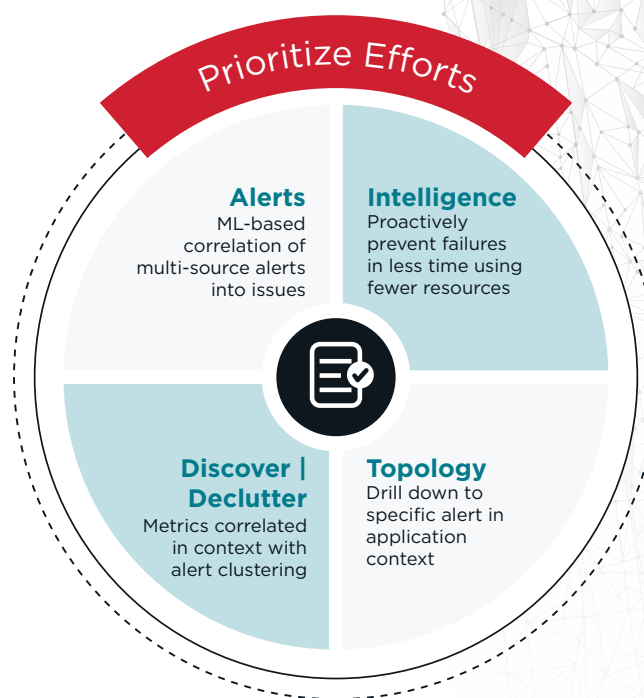 Prioritize Efforts
Alerts
ML-based
correlation of
multi-source alerts
into issues
Intelligence
Proactively
prevent failures
in less time using
fewer resources
Discover |
Declutter
Metrics correlated
in context with
alert clustering
Topology
Drill down to
specific alert in
application
context